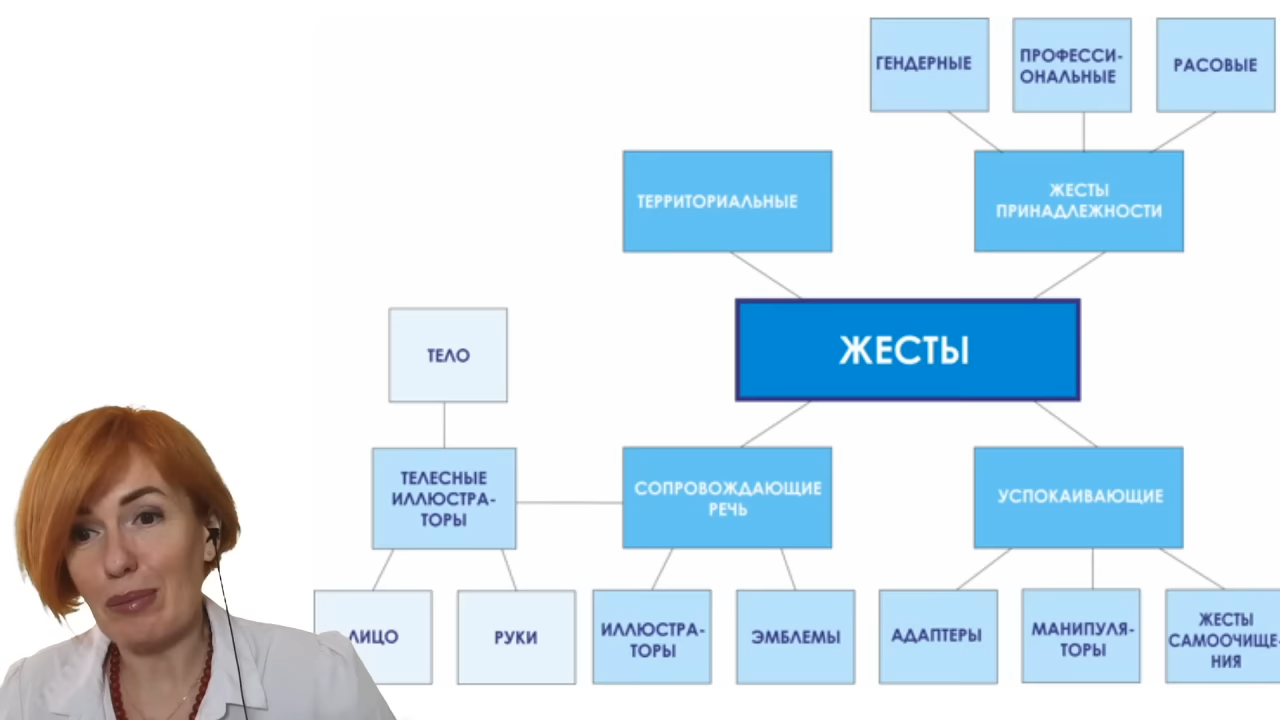 ГЕНДЕРНЫЕ
ПРОФЕССИ-
ОНАЛЬНЫЕ
РАСОВЫЕ
ТЕРРИТОРИАЛЬНЫЕ
ЖЕСТЫ
ПРИНАДЛЕЖНОСТИ
ЖЕСТЫ
ТЕЛО
ТЕЛЕСНЫЕ
ИЛЛЮСТРА-
ТОРЫ
СОПРОВОЖДАЮЩИЕ
РЕЧЬ
УСПОКАИВАЮЩИЕ
ЛИЦО
РУКИ
ИЛЛЮСТРА-
ТОРЫ
ЭМБЛЕМЫ
АДАПТЕРЫ
МАНИПУЛЯ-
ТОРЫ
ЖЕСТЫ
САМООЧИЩЕ-
НИЯ